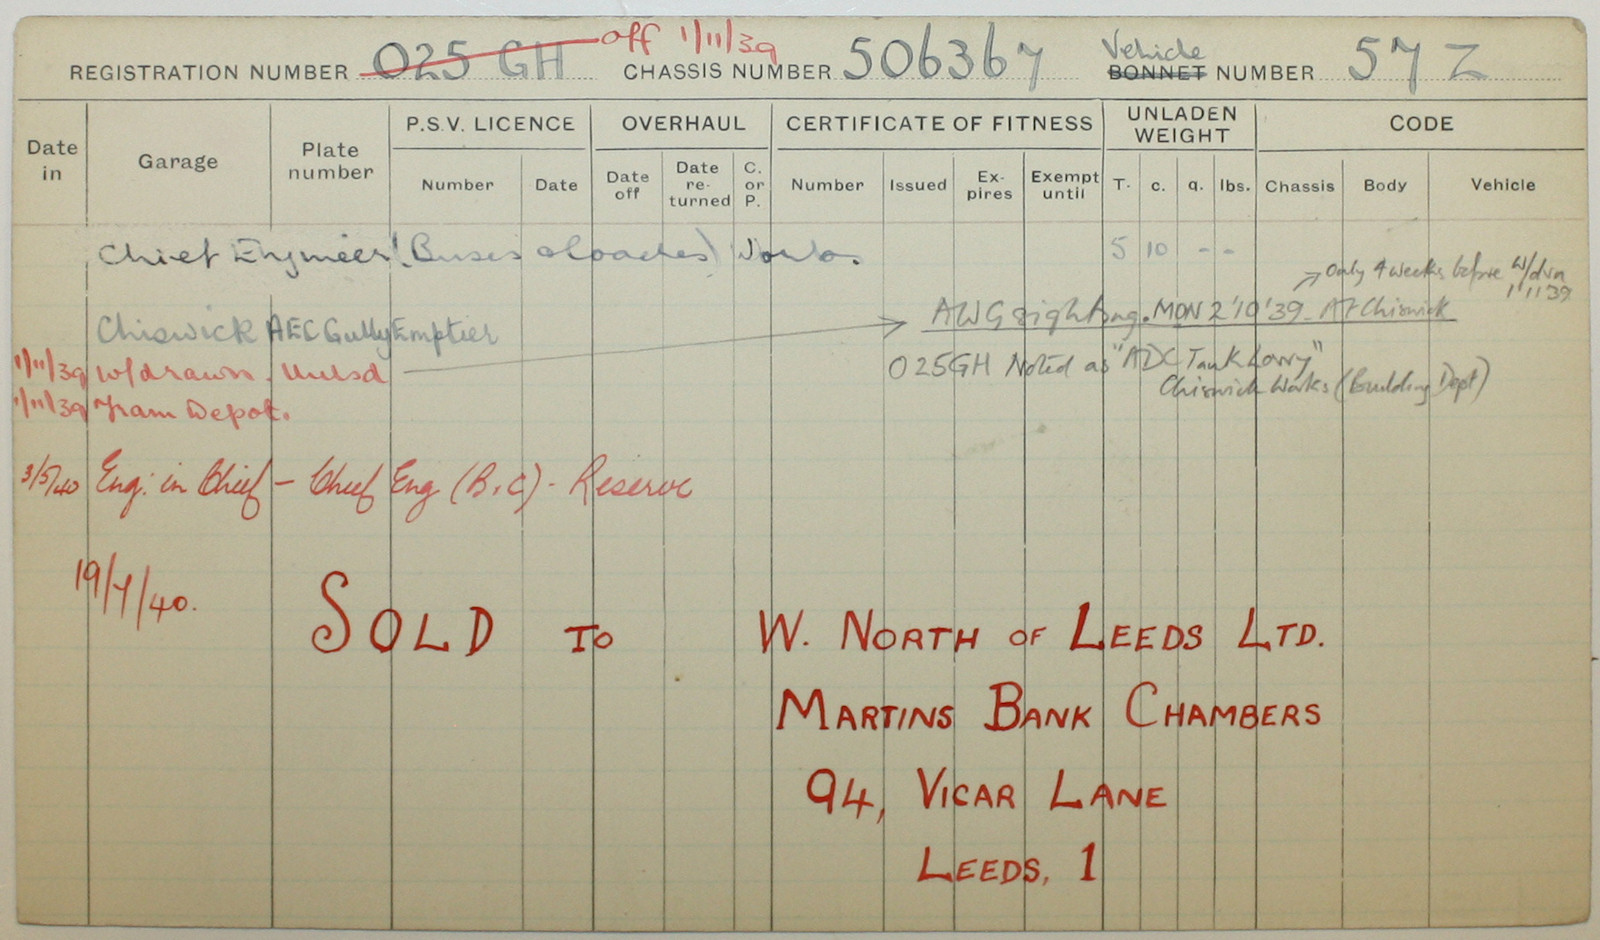 REGISTRATION NUMBER 025 GH off 1/11/39 CHASSIS NUMBER 506367 Vehicle BONNET NUMBER 57 Z
Date in Garage Plate number P.S.V. LICENCE OVERHAUL CERTIFICATE OF FITNESS UNLADEN WEIGHT CODE
Number Date Date off Date re-turned C. or P. Number Issued Ex-pires Exempt until T. c. q. lbs. Chassis Body Vehicle
Chief Engineer (Buses & Coaches) Works. 5 10 - -
only 4 weeks before W/dn
1'11'39
Chiswick AEC Gully Emptier
AWG sighting. MON 2'10'39 AT Chiswick
1/11/39 w/drawn.
025GH Noted as "ADC Tank Lorry"
Chiswick Works (Building Dept)
1/11/39 Tram Depot.
3/5/40 Eng. in Chief - Chief Eng (B.C) - Reserve
19/7/40. SOLD TO W. NORTH OF LEEDS LTD.
MARTINS BANK CHAMBERS
94, VICAR LANE
LEEDS, 1